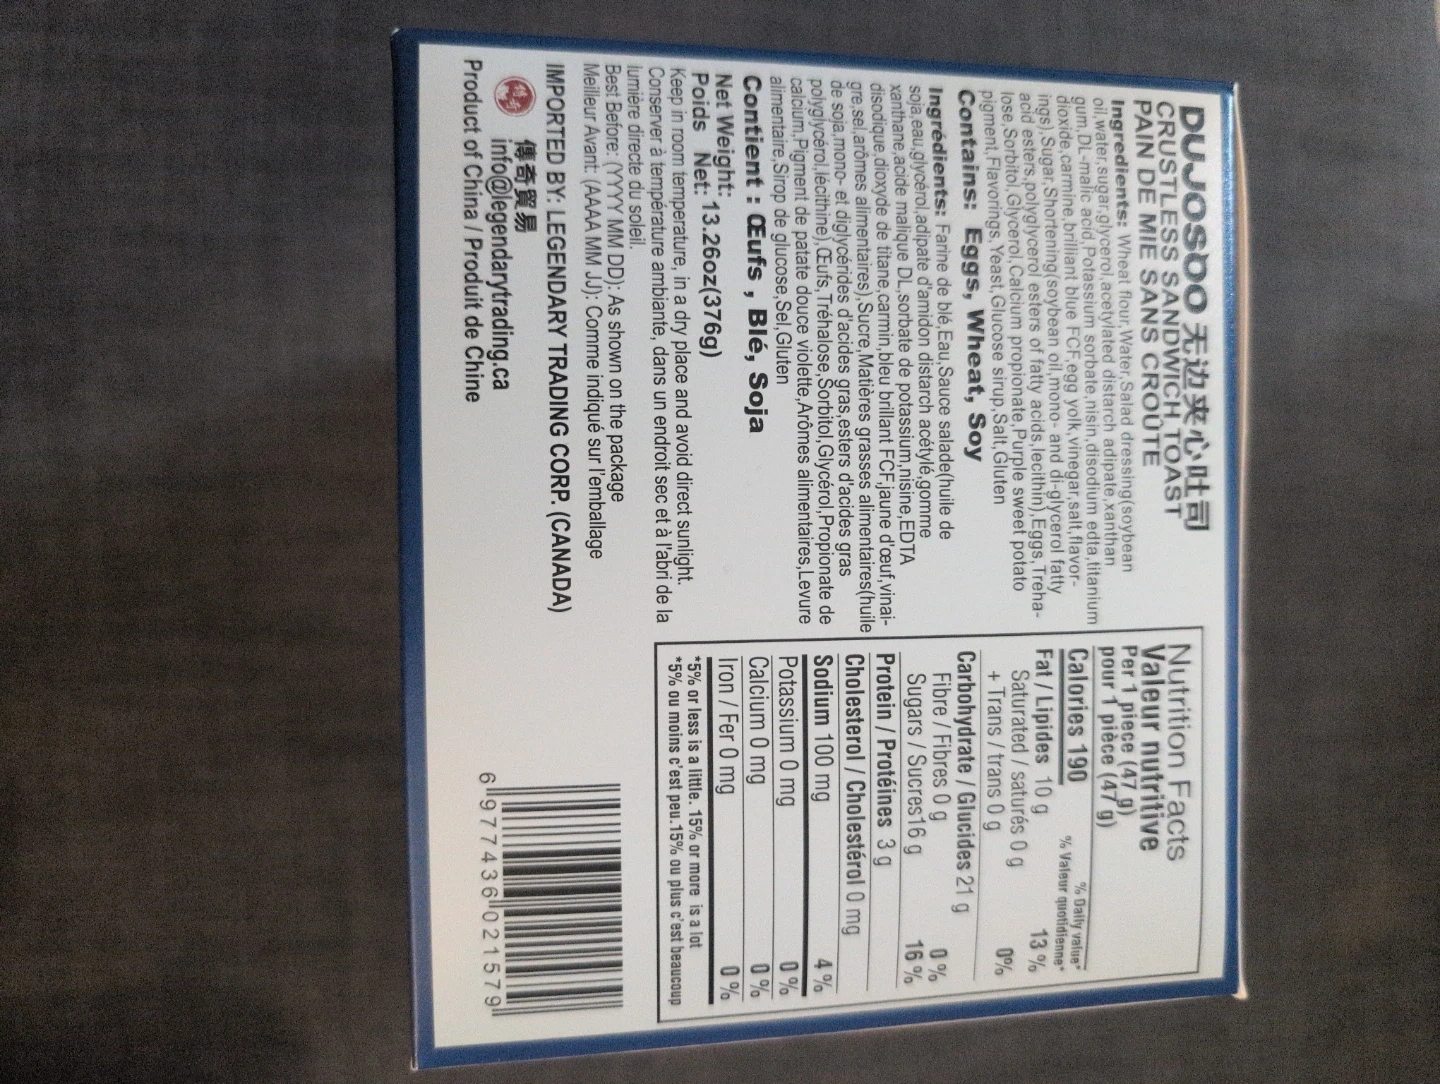 DUJOSOO 无边夹心吐司
CRUSTLESS SANDWICH TOAST
PAIN DE MIE SANS CROÛTE
Ingredients: Wheat flour,Water,Salad dressing(soybean
oil,water,sugar,glycerol,acetylated distarch adipate,xanthan
gum,DL-malic acid,Potassium sorbate,nisin,disodium edta,titanium
dioxide,carmine,brilliant blue FCF,egg yolk,vinegar,salt,flavor-
ings),Sugar,Shortening(soybean oil,mono- and di-glycerol fatty
acid esters,polyglycerol esters of fatty acids,lecithin),Eggs,Treha-
lose,Sorbitol,Glycerol,Calcium propionate,Purple sweet potato
pigment,Flavorings,Yeast,Glucose sirup,Salt,Gluten
Contains: Eggs, Wheat, Soy
Ingrédients: Farine de blé,Eau,Sauce salade(huile de
soja,eau,glycérol,adipate d'amidon distarch acétylé,gomme
xanthane,acide malique DL,sorbate de potassium,nisine,EDTA
disodique,dioxyde de titane,carmin,bleu brillant FCF,jaune d'œuf,vinai-
gre,sel,arômes alimentaires),Sucre,Matières grasses alimentaires(huile
de soja,mono- et diglycérides d'acides gras,esters d'acides gras
polyglycérol,lécithine),Œufs,Tréhalose,Sorbitol,Glycérol,Propionate de
calcium,Pigment de patate douce violette,Arômes alimentaires,Levure
alimentaire,Sirop de glucose,Sel,Gluten
Contient : Œufs , Blé, Soja
Net Weight: 13.26oz(376g)
Poids Net:
Keep in room temperature, in a dry place and avoid direct sunlight.
Conserver à température ambiante, dans un endroit sec et à l'abri de la
lumière directe du soleil.
Best Before: (YYYY MM DD): As shown on the package
Meilleur Avant: (AAAA MM JJ): Comme indiqué sur l'emballage
IMPORTED BY: LEGENDARY TRADING CORP. (CANADA)
傳奇 傳奇貿易
info@legendarytrading.ca
Product of China / Produit de Chine
Nutrition Facts
Valeur nutritive
Per 1 piece (47 g)
pour 1 pièce (47 g)
Calories 190
% Daily value*
% Valeur quotidienne*
Fat / Lipides 10 g 13 %
Saturated / saturés 0 g
+ Trans / trans 0 g 0%
Carbohydrate / Glucides 21 g
Fibre / Fibres 0 g 0 %
Sugars / Sucres16 g 16 %
Protein / Protéines 3 g
Cholesterol / Cholestérol 0 mg
Sodium 100 mg 4 %
Potassium 0 mg 0 %
Calcium 0 mg 0 %
Iron / Fer 0 mg 0 %
*5% or less is a little. 15% or more is a lot
*5% ou moins c'est peu.15% ou plus c'est beaucoup
6 977436 021579